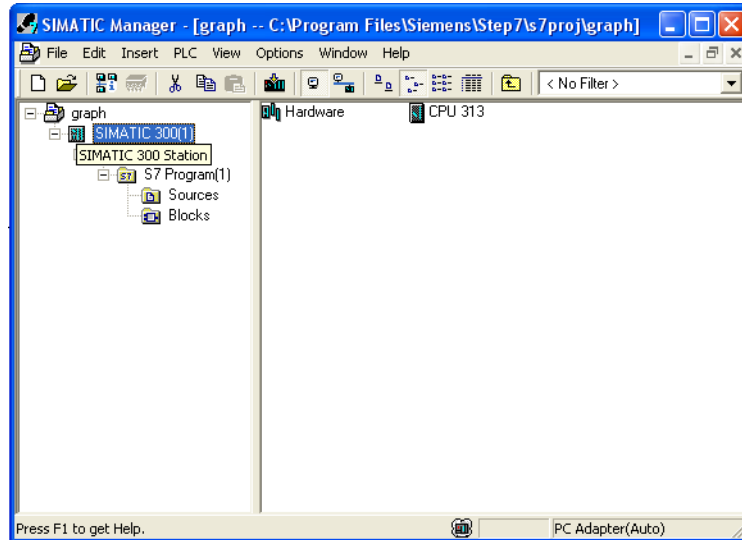 SIMATIC Manager - [graph -- C:\Program Files\Siemens\Step7\s7proj\graph]
File Edit Insert PLC View Options Window Help
< No Filter >
graph
SIMATIC 300(1)
SIMATIC 300 Station
S7 Program(1)
Sources
Blocks
Hardware
CPU 313
Press F1 to get Help.
PC Adapter(Auto)